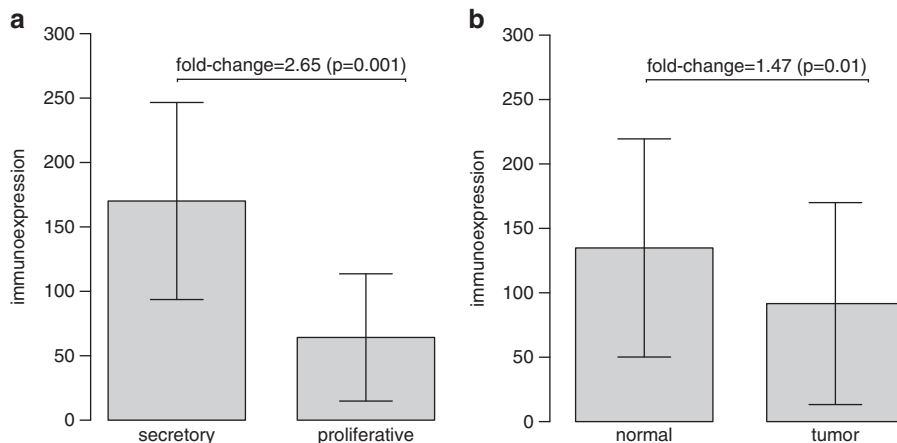 a
300
250
200
150
100
50
0
immunoexpression
fold-change=2.65 (p=0.001)
secretory
proliferative
b
300
250
200
150
100
50
0
immunoexpression
fold-change=1.47 (p=0.01)
normal
tumor